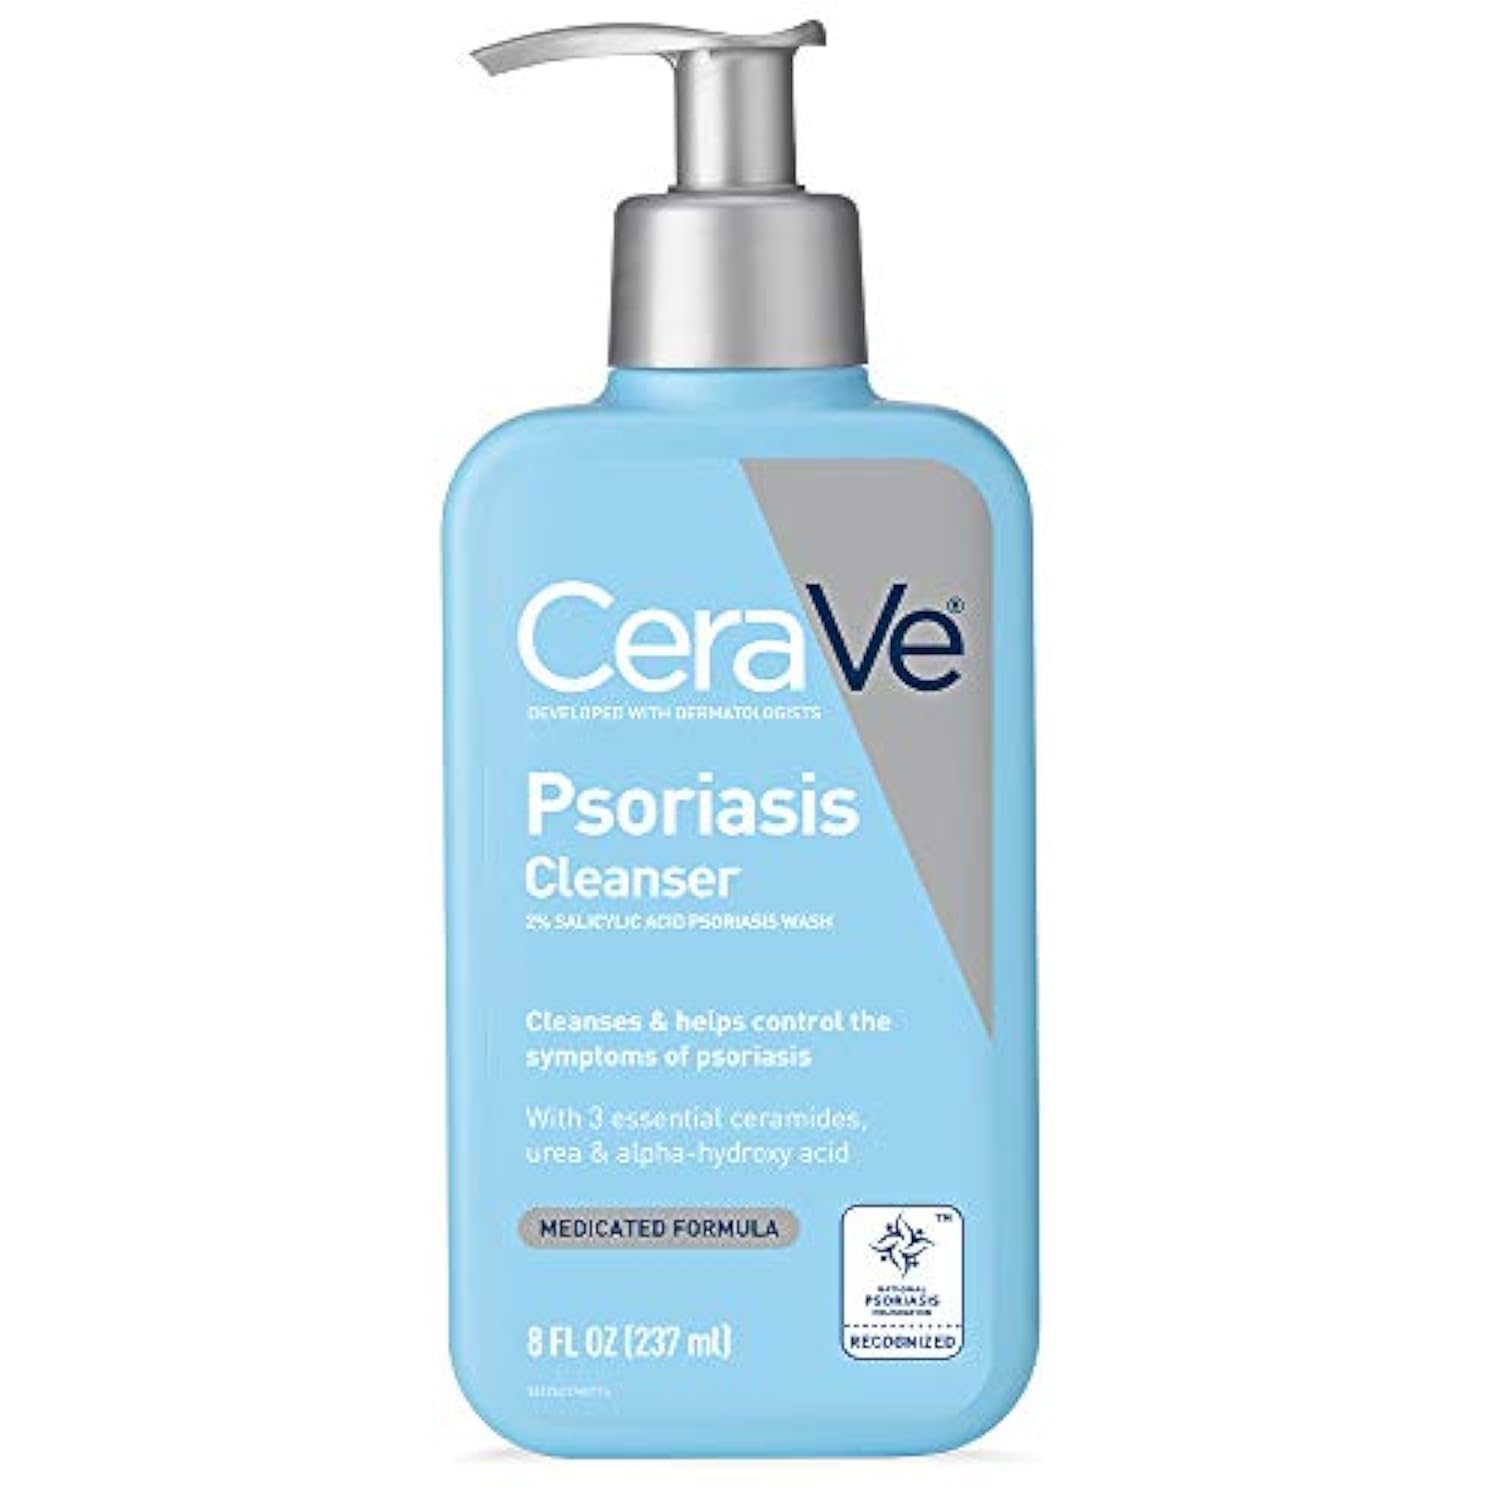 CeraVe®
DEVELOPED WITH DERMATOLOGISTS
Psoriasis
Cleanser
2% SALICYLIC ACID PSORIASIS WASH
Cleanses & helps control the
symptoms of psoriasis
With 3 essential ceramides,
urea & alpha-hydroxy acid
MEDICATED FORMULA
TM
NATIONAL
PSORIASIS
FOUNDATION
RECOGNIZED
8 FL OZ (237 ml)